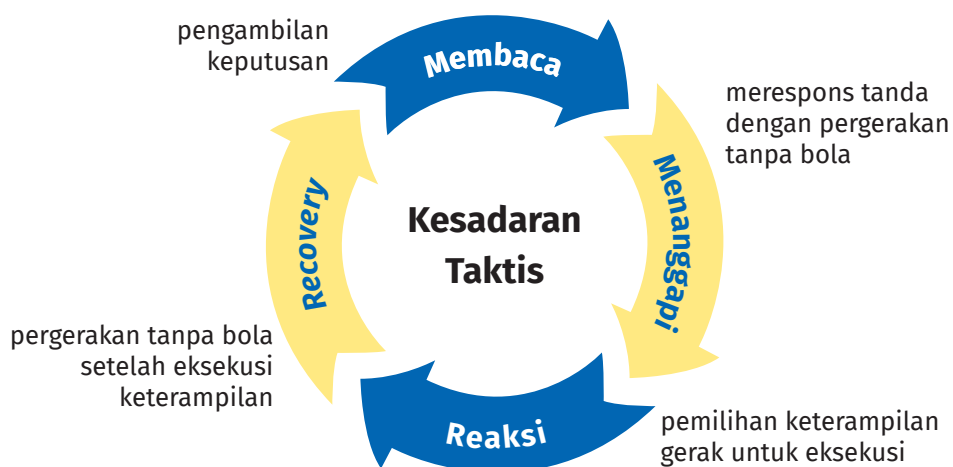 pengambilan
keputusan
Membaca
merespons tanda
dengan pergerakan
tanpa bola
Menanggapi
Kesadaran
Taktis
Recovery
pergerakan tanpa bola
setelah eksekusi
keterampilan
Reaksi
pemilihan keterampilan
gerak untuk eksekusi